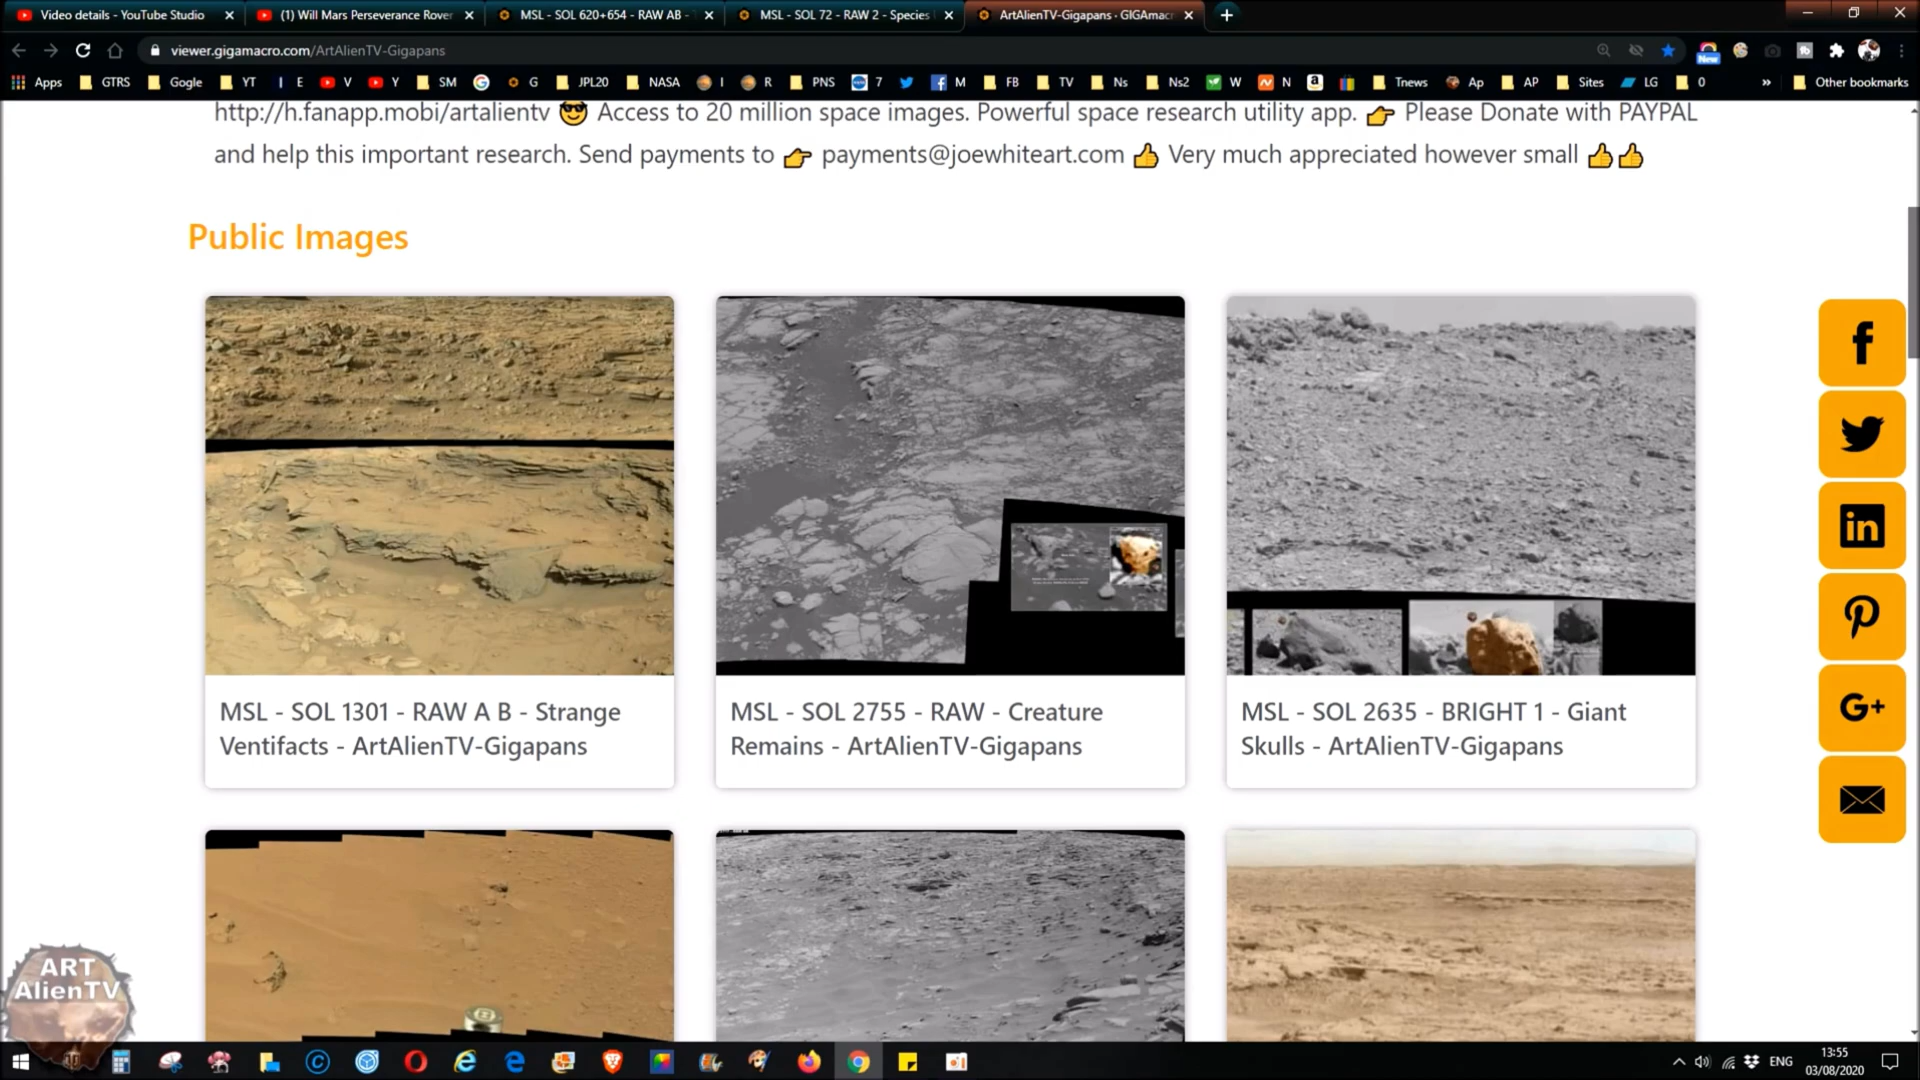 Video details - YouTube Studio
(1) Will Mars Perseverance Rover
MSL - SOL 620+654 - RAW AB -
MSL - SOL 72 - RAW 2 - Species
ArtAlienTV-Gigapans · GIGAmac
viewer.gigamacro.com/ArtAlienTV-Gigapans
New
Apps GTRS Google YT E V Y SM G JPL20 NASA I R PNS 7 M FB TV Ns Ns2 W N Tnews Ap AP Sites LG 0 » Other bookmarks
http://h.fanapp.mobi/artalientv 😎 Access to 20 million space images. Powerful space research utility app. 👉 Please Donate with PAYPAL
and help this important research. Send payments to 👉 payments@joewhiteart.com 👍 Very much appreciated however small 👍👍
Public Images
MSL - SOL 1301 - RAW A B - Strange
Ventifacts - ArtAlienTV-Gigapans
MSL - SOL 2755 - RAW - Creature
Remains - ArtAlienTV-Gigapans
MSL - SOL 2635 - BRIGHT 1 - Giant
Skulls - ArtAlienTV-Gigapans
f
in
G+
ART
AlienTV
ENG
13:55
03/08/2020